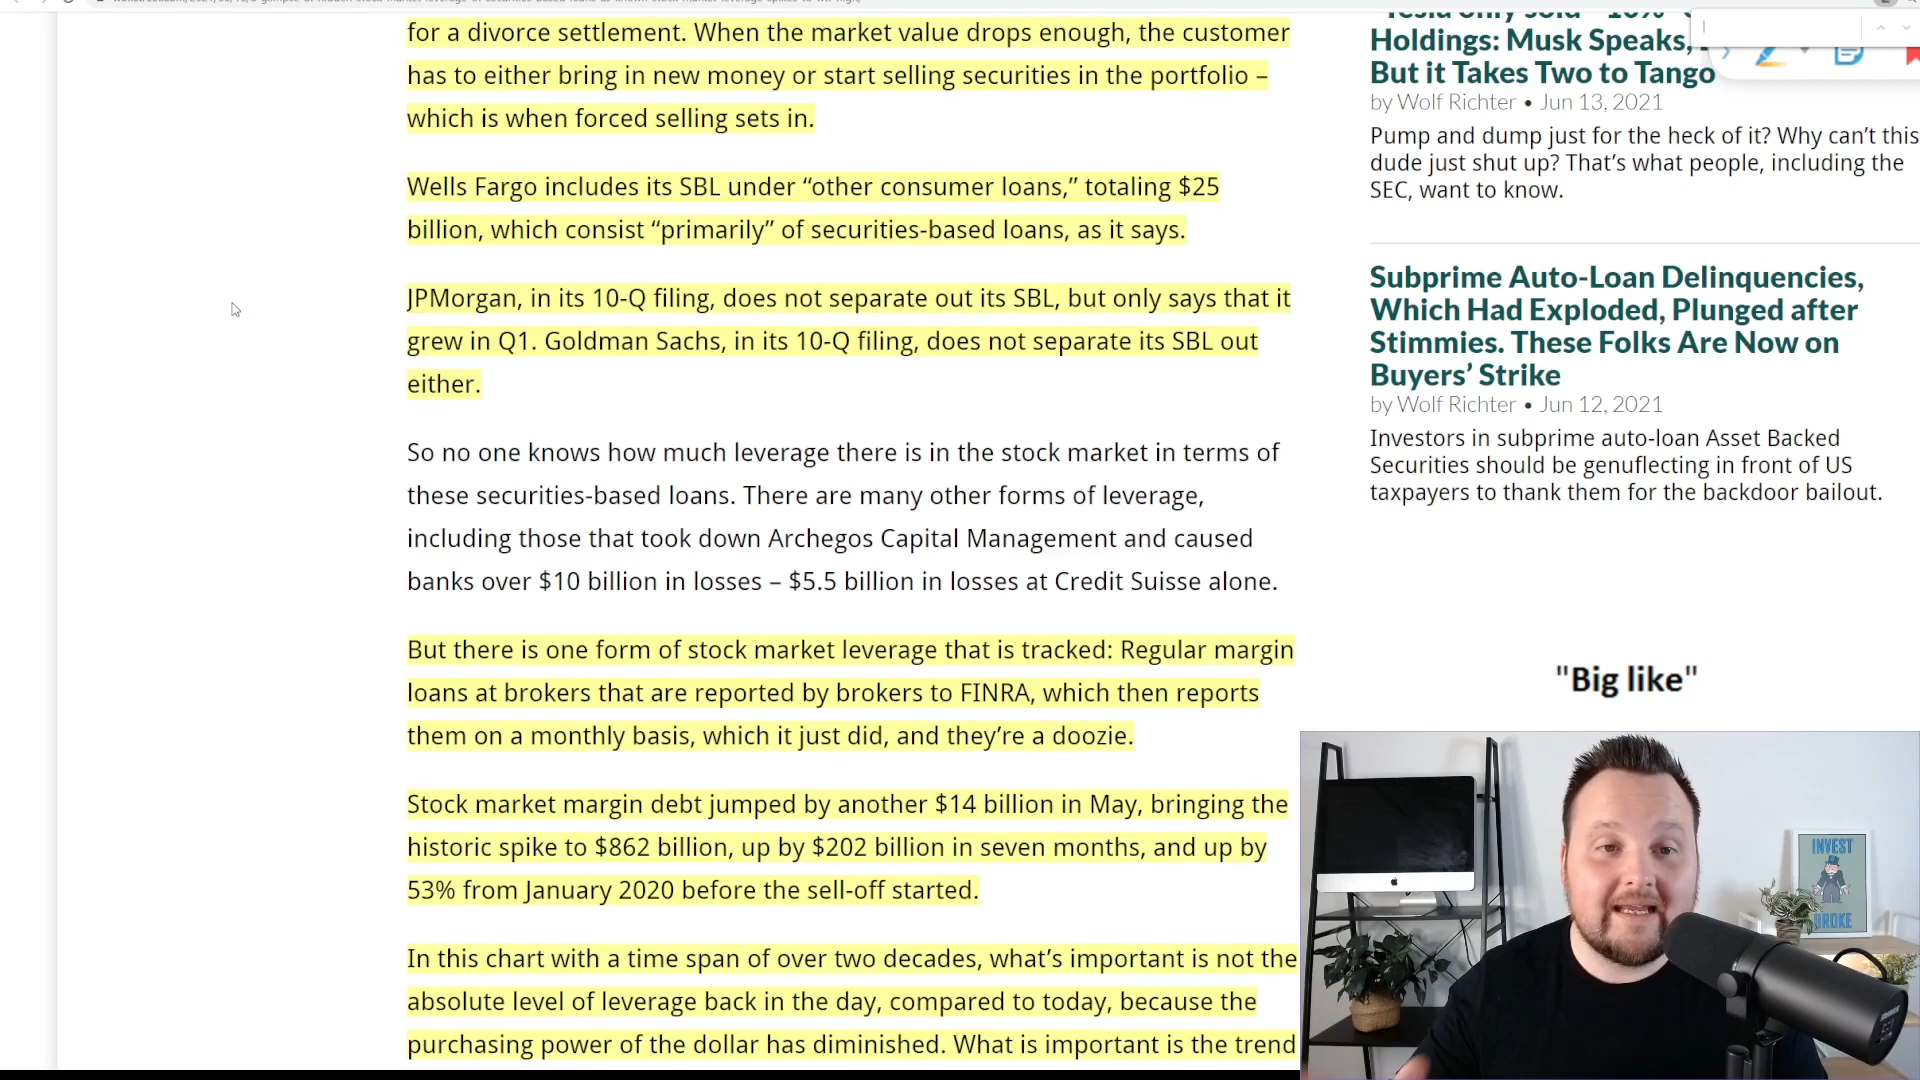 for a divorce settlement. When the market value drops enough, the customer
has to either bring in new money or start selling securities in the portfolio –
which is when forced selling sets in.
Wells Fargo includes its SBL under “other consumer loans,” totaling $25
billion, which consist “primarily” of securities-based loans, as it says.
JPMorgan, in its 10-Q filing, does not separate out its SBL, but only says that it
grew in Q1. Goldman Sachs, in its 10-Q filing, does not separate its SBL out
either.
So no one knows how much leverage there is in the stock market in terms of
these securities-based loans. There are many other forms of leverage,
including those that took down Archegos Capital Management and caused
banks over $10 billion in losses – $5.5 billion in losses at Credit Suisse alone.
But there is one form of stock market leverage that is tracked: Regular margin
loans at brokers that are reported by brokers to FINRA, which then reports
them on a monthly basis, which it just did, and they’re a doozie.
Stock market margin debt jumped by another $14 billion in May, bringing the
historic spike to $862 billion, up by $202 billion in seven months, and up by
53% from January 2020 before the sell-off started.
In this chart with a time span of over two decades, what’s important is not the
absolute level of leverage back in the day, compared to today, because the
purchasing power of the dollar has diminished. What is important is the trend
Tesla only sold ~10%
Holdings: Musk Speaks,
But it Takes Two to Tango
by Wolf Richter • Jun 13, 2021
Pump and dump just for the heck of it? Why can’t this
dude just shut up? That’s what people, including the
SEC, want to know.
Subprime Auto-Loan Delinquencies,
Which Had Exploded, Plunged after
Stimmies. These Folks Are Now on
Buyers’ Strike
by Wolf Richter • Jun 12, 2021
Investors in subprime auto-loan Asset Backed
Securities should be genuflecting in front of US
taxpayers to thank them for the backdoor bailout.
"Big like"
INVEST
BROKE